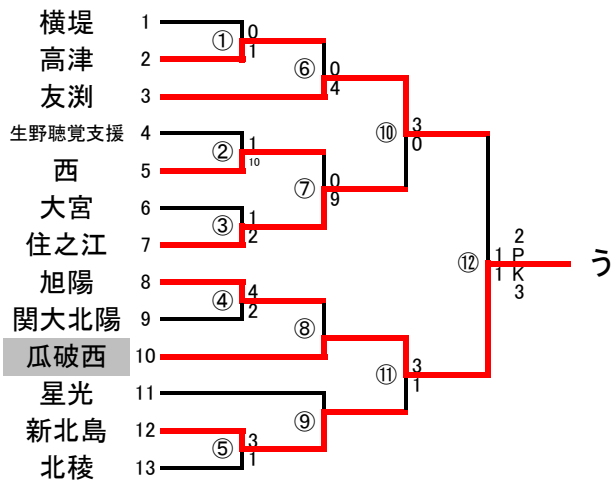 横堤 1
高津 2
友渕 3
生野聴覚支援 4
西 5
大宮 6
住之江 7
旭陽 8
関大北陽 9
瓜破西 10
星光 11
新北島 12
北稜 13
① 0 1
② 1 10
③ 1 2
④ 4 2
⑤ 3 1
⑥ 0 4
⑦ 0 9
⑧
⑨
⑩ 3 0
⑪ 3 1
⑫ 1 1
2 PK 3
う